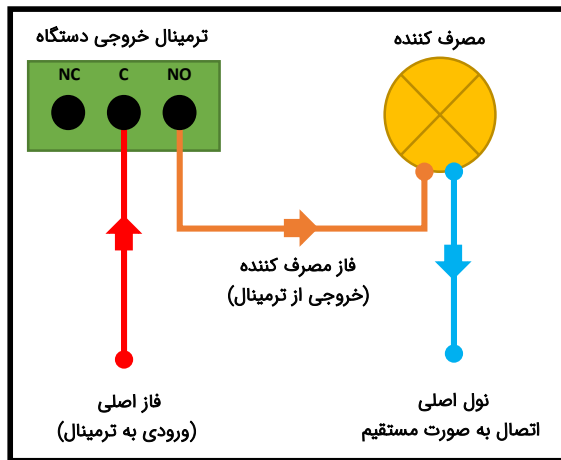 ترمینال خروجی دستگاه
مصرف کننده
NC C NO
فاز مصرف کننده
(خروجی از ترمینال)
فاز اصلی
(ورودی به ترمینال)
نول اصلی
اتصال به صورت مستقیم